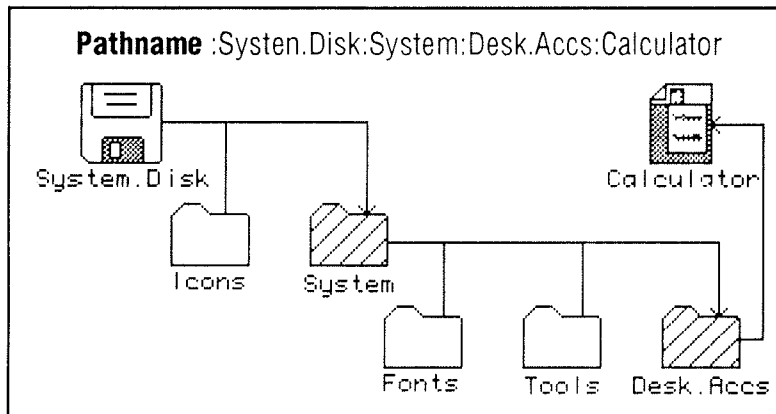 Pathname :Systen.Disk:System:Desk.Accs:Calculator
System.Disk
Calculator
Icons
System
Fonts
Tools
Desk.Accs